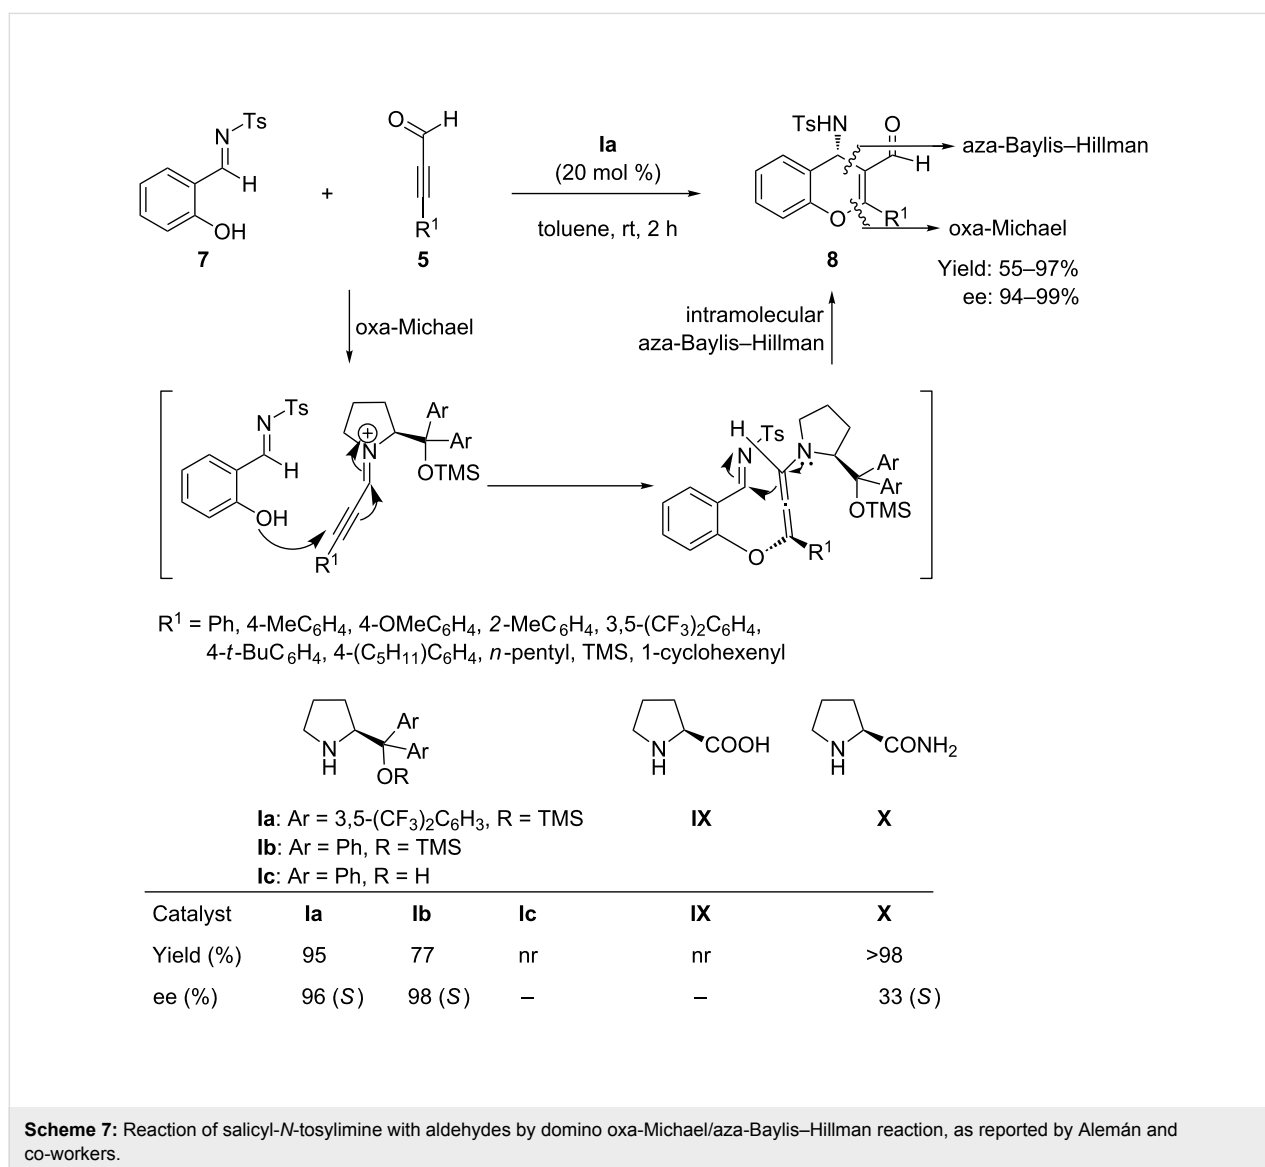 Ts
N
H
OH
7
+
O
H
R¹
5
Ia
(20 mol %)
toluene, rt, 2 h
TsHN
O
H
O
R¹
8
aza-Baylis–Hillman
oxa-Michael
Yield: 55–97%
ee: 94–99%
oxa-Michael
intramolecular
aza-Baylis–Hillman
Ts
N
H
OH
R¹
N
+
Ar
Ar
OTMS
H
Ts
N
N
Ar
Ar
OTMS
O
R¹
R¹ = Ph, 4-MeC₆H₄, 4-OMeC₆H₄, 2-MeC₆H₄, 3,5-(CF₃)₂C₆H₄,
4-t-BuC₆H₄, 4-(C₅H₁₁)C₆H₄, n-pentyl, TMS, 1-cyclohexenyl
N
H
Ar
Ar
OR
N
H
COOH
N
H
CONH₂
Ia: Ar = 3,5-(CF₃)₂C₆H₃, R = TMS
Ib: Ar = Ph, R = TMS
Ic: Ar = Ph, R = H
IX
X
Catalyst Ia Ib Ic IX X
Yield (%) 95 77 nr nr >98
ee (%) 96 (S) 98 (S) – – 33 (S)
Scheme 7: Reaction of salicyl-N-tosylimine with aldehydes by domino oxa-Michael/aza-Baylis–Hillman reaction, as reported by Alemán and
co-workers.